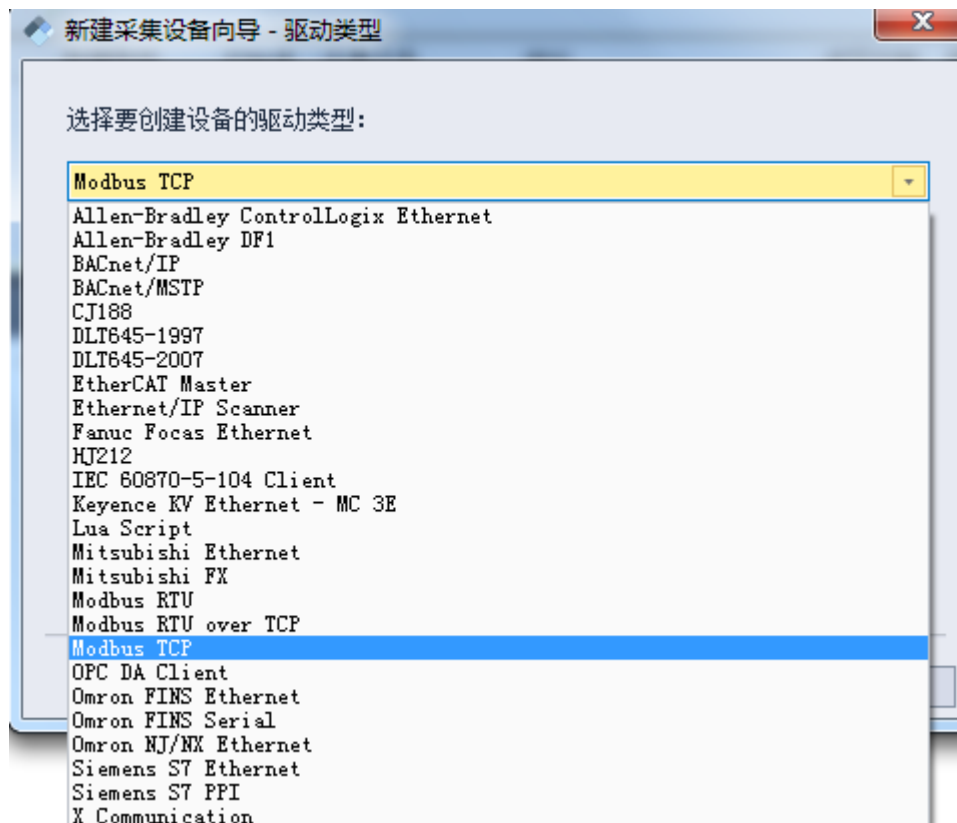 新建采集设备向导 - 驱动类型
选择要创建设备的驱动类型:
Modbus TCP
Allen-Bradley ControlLogix Ethernet
Allen-Bradley DF1
BACnet/IP
BACnet/MSTP
CJ188
DLT645-1997
DLT645-2007
EtherCAT Master
Ethernet/IP Scanner
Fanuc Focas Ethernet
HJ212
IEC 60870-5-104 Client
Keyence KV Ethernet - MC 3E
Lua Script
Mitsubishi Ethernet
Mitsubishi FX
Modbus RTU
Modbus RTU over TCP
Modbus TCP
OPC DA Client
Omron FINS Ethernet
Omron FINS Serial
Omron NJ/NX Ethernet
Siemens S7 Ethernet
Siemens S7 PPI
X Communication